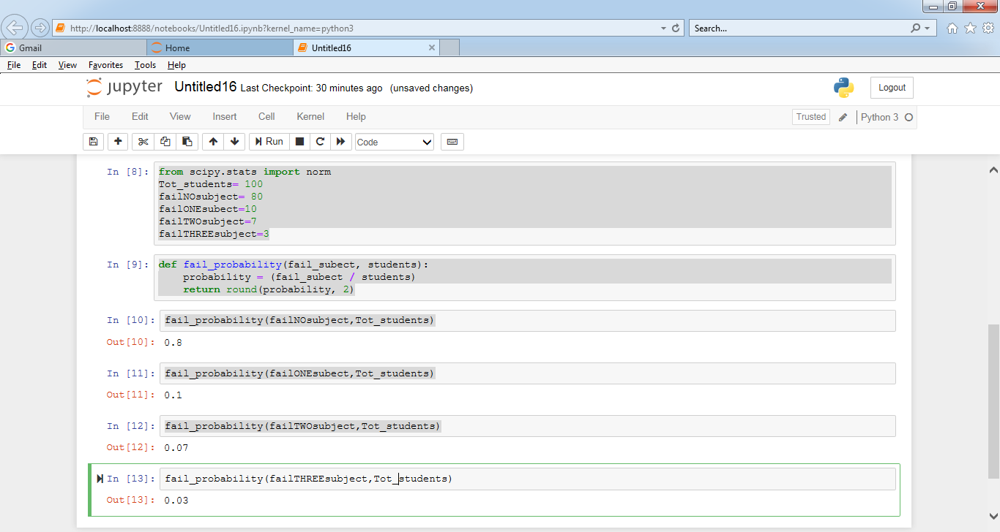 http://localhost:8888/notebooks/Untitled16.ipynb?kernel_name=python3
Search...
Gmail
Home
Untitled16
File Edit View Favorites Tools Help
jupyter Untitled16 Last Checkpoint: 30 minutes ago (unsaved changes)
Logout
File Edit View Insert Cell Kernel Help
Trusted
Python 3
Run
Code
In [8]: from scipy.stats import norm
Tot_students= 100
failNOsubject= 80
failONEsubect=10
failTWOsubject=7
failTHREEsubject=3
In [9]: def fail_probability(fail_subect, students):
probability = (fail_subect / students)
return round(probability, 2)
In [10]: fail_probability(failNOsubject,Tot_students)
Out[10]: 0.8
In [11]: fail_probability(failONEsubect,Tot_students)
Out[11]: 0.1
In [12]: fail_probability(failTWOsubject,Tot_students)
Out[12]: 0.07
In [13]: fail_probability(failTHREEsubject,Tot_students)
Out[13]: 0.03